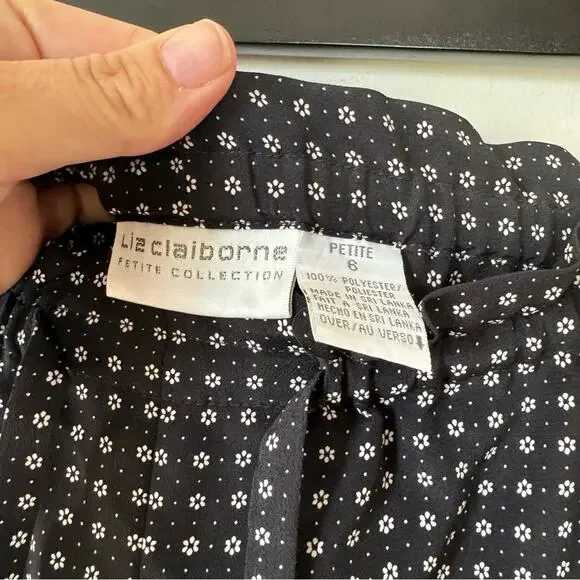 Liz claiborne
PETITE COLLECTION
PETITE
6
100% POLYESTER/
POLIESTER
MADE IN SRI LANKA
FAIT A SRI LANKA
HECHO EN SRI LANKA
OVER/AU VERSO